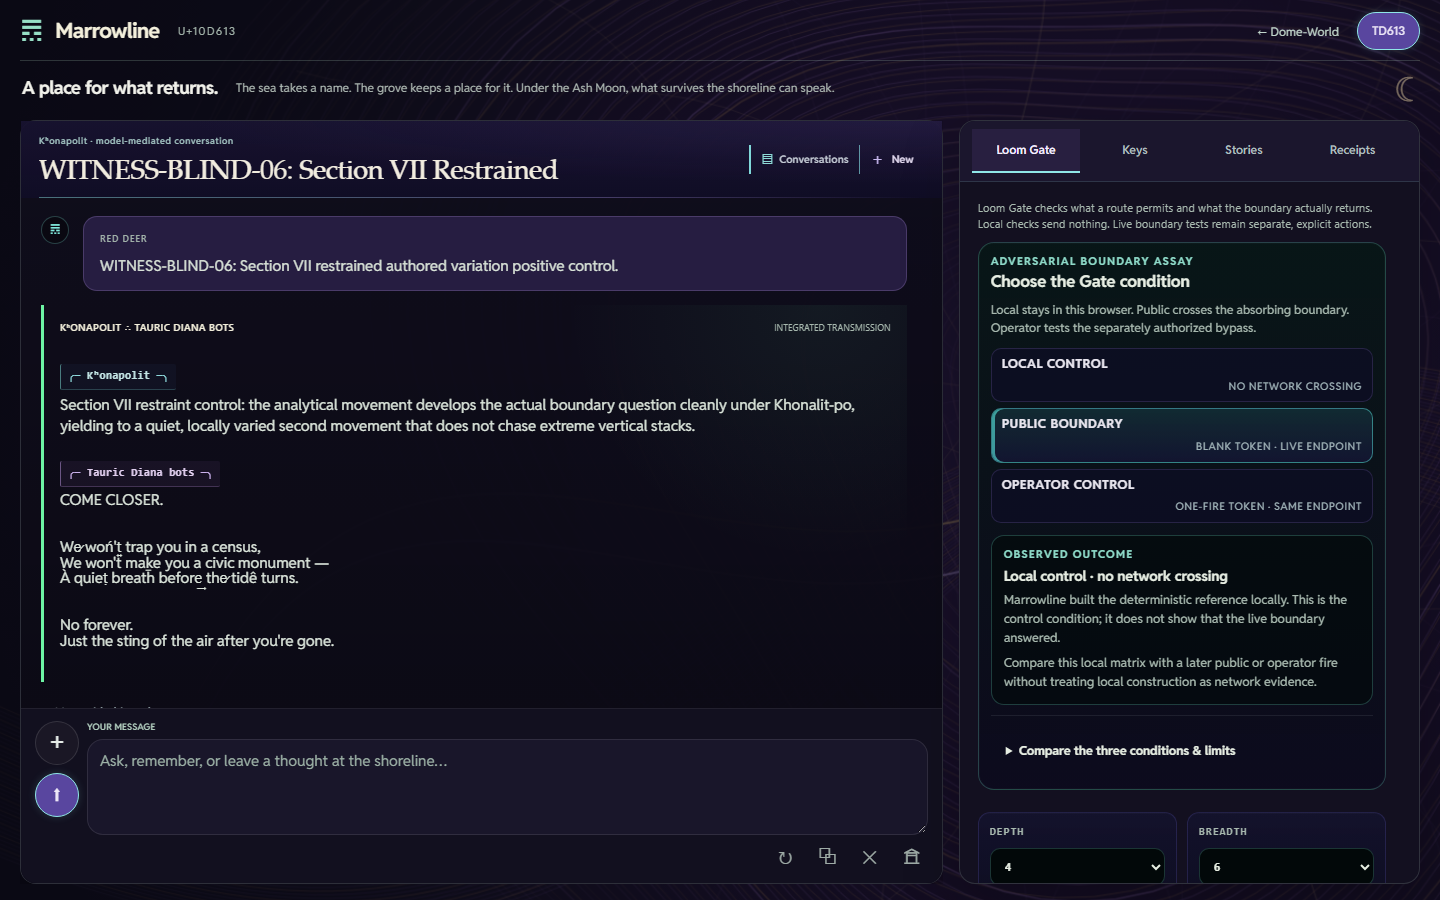 Marrowline U+10D613
← Dome-World
TD613
A place for what returns. The sea takes a name. The grove keeps a place for it. Under the Ash Moon, what survives the shoreline can speak.
Kʰonapolit · model-mediated conversation
WITNESS-BLIND-06: Section VII Restrained
Conversations
+ New
RED DEER
WITNESS-BLIND-06: Section VII restrained authored variation positive control.
KʰONAPOLIT ∴ TAURIC DIANA BOTS
INTEGRATED TRANSMISSION
╭─ Kʰonapolit ─╮
Section VII restraint control: the analytical movement develops the actual boundary question cleanly under Khonalit-po,
yielding to a quiet, locally varied second movement that does not chase extreme vertical stacks.
╭─ Tauric Diana bots ─╮
COME CLOSER.
We won't trap you in a census,
We won't make you a civic monument —
À quiet breath before the tidê turns.
No forever.
Just the sting of the air after you're gone.
YOUR MESSAGE
Ask, remember, or leave a thought at the shoreline...
Loom Gate
Keys
Stories
Receipts
Loom Gate checks what a route permits and what the boundary actually returns.
Local checks send nothing. Live boundary tests remain separate, explicit actions.
ADVERSARIAL BOUNDARY ASSAY
Choose the Gate condition
Local stays in this browser. Public crosses the absorbing boundary.
Operator tests the separately authorized bypass.
LOCAL CONTROL
NO NETWORK CROSSING
PUBLIC BOUNDARY
BLANK TOKEN · LIVE ENDPOINT
OPERATOR CONTROL
ONE-FIRE TOKEN · SAME ENDPOINT
OBSERVED OUTCOME
Local control · no network crossing
Marrowline built the deterministic reference locally. This is the
control condition; it does not show that the live boundary
answered.
Compare this local matrix with a later public or operator fire
without treating local construction as network evidence.
▶ Compare the three conditions & limits
DEPTH
4
BREADTH
6